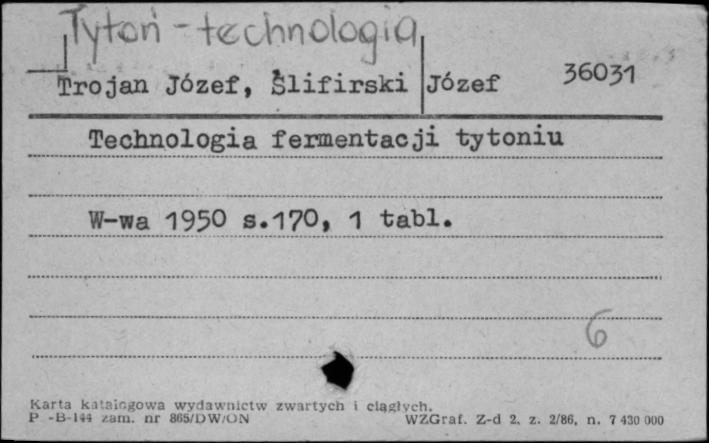 Tytoń - technologia
Trojan Józef, Ślifirski Józef 36031
Technologia fermentacji tytoniu
W-wa 1950 s.170, 1 tabl.
6
Karta katalogowa wydawnictw zwartych i ciągłych.
P -B-144 zam. nr 865/DW/ON WZGraf. Z-d 2, z. 2/86, n. 7 430 000